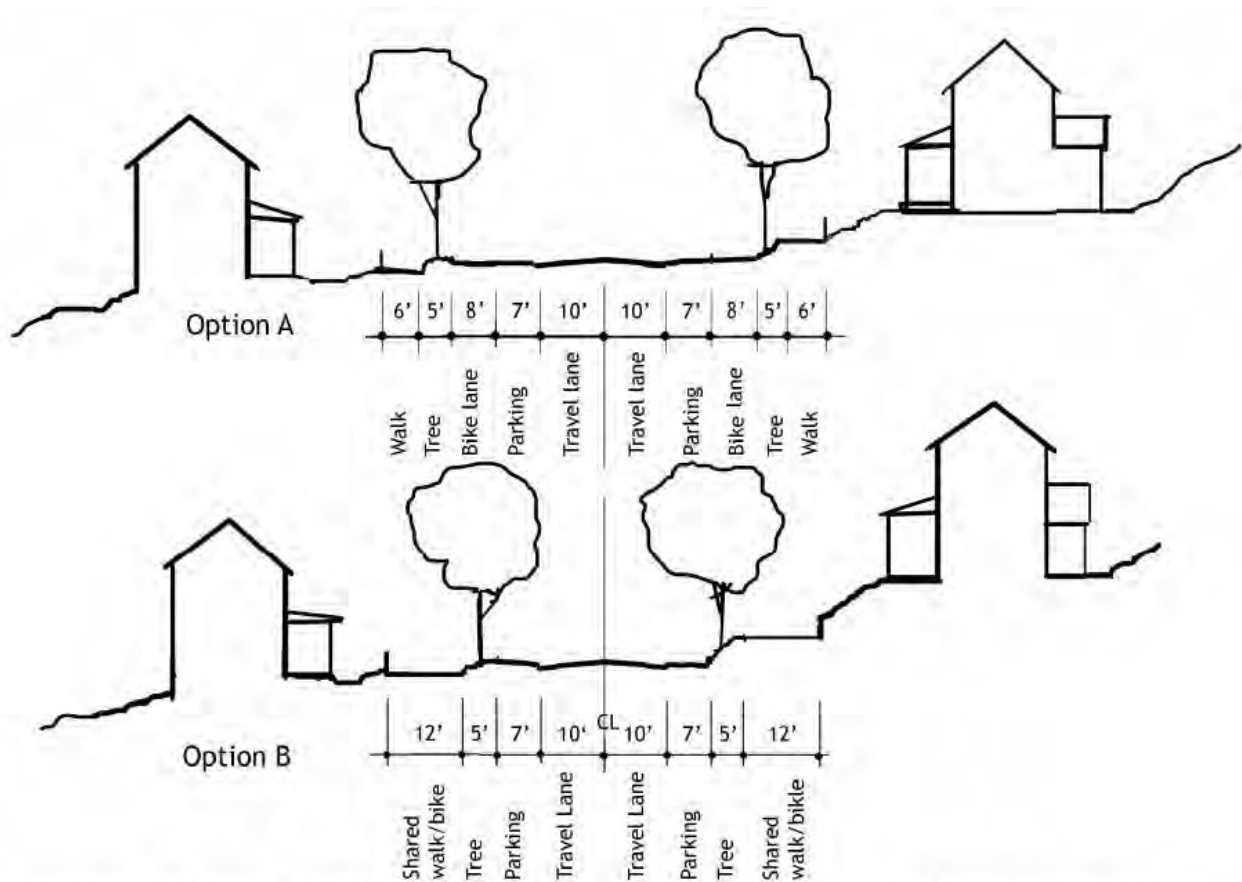 6’ 5’ 8’ 7’ 10’ 10’ 7’ 8’ 5’ 6’
Option A
Walk
Tree
Bike lane
Parking
Travel lane
Travel lane
Parking
Bike lane
Tree
Walk
CL
12’ 5’ 7’ 10‘ 10’ 7’ 5’ 12’
Option B
Shared
walk/bike
Tree
Parking
Travel Lane
Travel Lane
Parking
Tree
Shared
walk/bikle